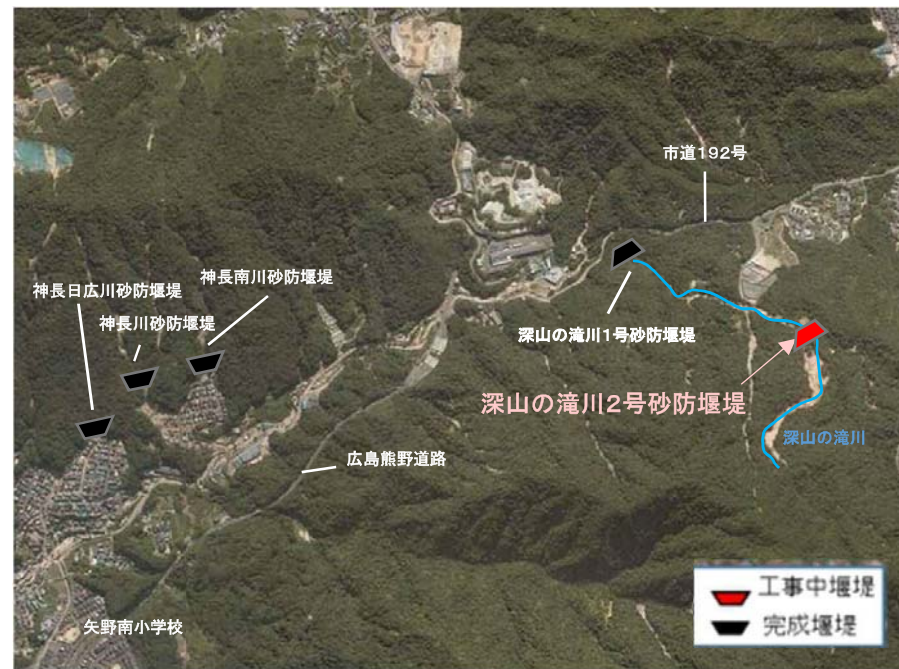 市道192号
神長南川砂防堰堤
神長日広川砂防堰堤
神長川砂防堰堤
深山の滝川1号砂防堰堤
深山の滝川2号砂防堰堤
深山の滝川
広島熊野道路
工事中堰堤
完成堰堤
矢野南小学校